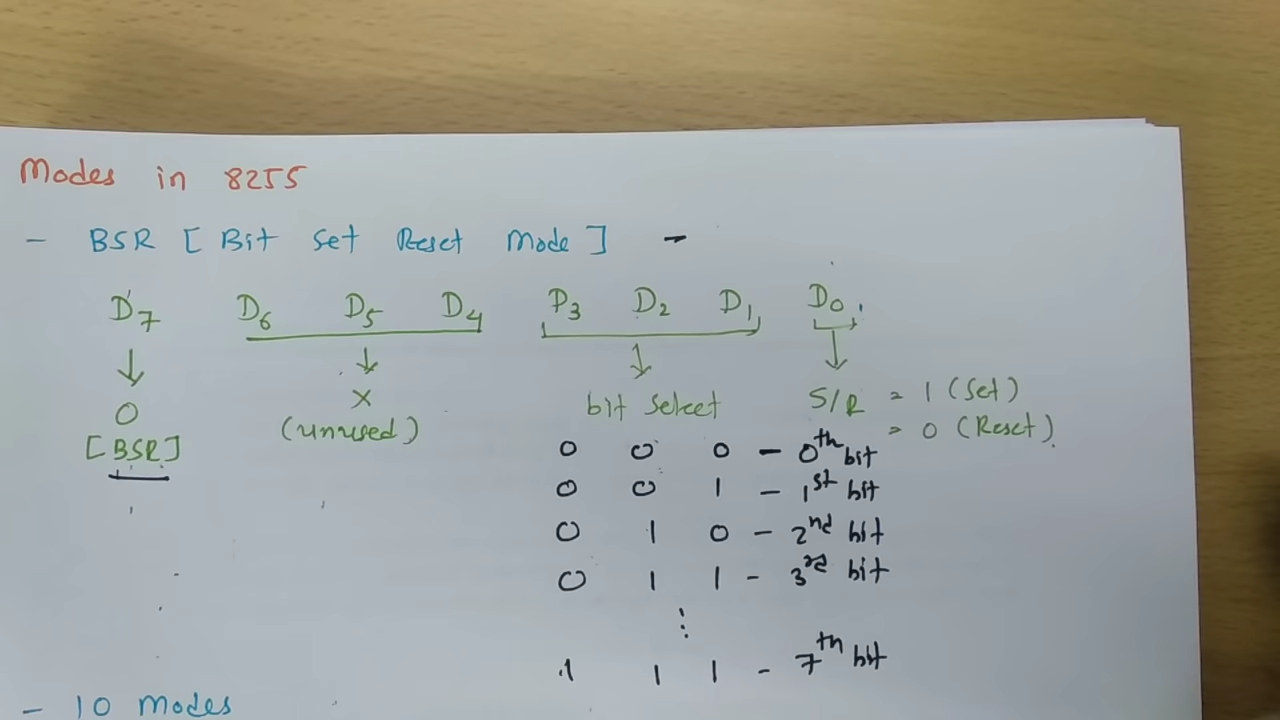 Modes in 8255
- BSR [ Bit Set Reset Mode ] -
D7 D6 D5 D4 D3 D2 D1 D0
0 X bit select S/R = 1 (Set)
[BSR] (unused) = 0 (Reset)
0 0 0 - 0th bit
0 0 1 - 1st bit
0 1 0 - 2nd bit
0 1 1 - 3rd bit
⋮
1 1 1 - 7th bit
- 10 Modes